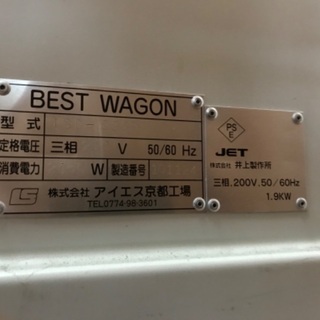 BEST WAGON
型式
定格電圧 三相 V 50/60 Hz
消費電力 W 製造番号
株式会社 アイエス京都工場
TEL0774-98-3601
PS
E
JET
株式会社 井上製作所
三相.200V.50/60Hz
1.9KW